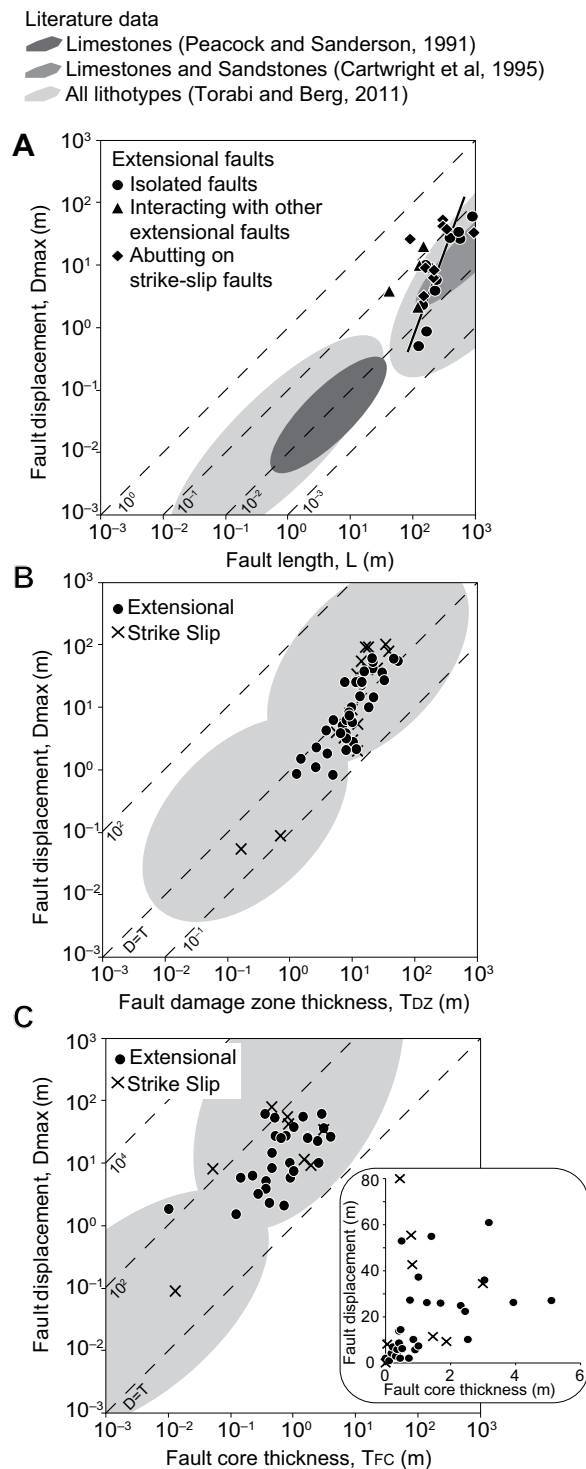 Literature data
Limestones (Peacock and Sanderson, 1991)
Limestones and Sandstones (Cartwright et al, 1995)
All lithotypes (Torabi and Berg, 2011)
A
Extensional faults
Isolated faults
Interacting with other
extensional faults
Abutting on
strike-slip faults
10³
10²
10¹
10⁰
10⁻¹
10⁻²
10⁻³
Fault displacement, Dmax (m)
10⁰
10⁻¹
10⁻²
10⁻³
10⁻³ 10⁻² 10⁻¹ 10⁰ 10¹ 10² 10³
Fault length, L (m)
B
Extensional
Strike Slip
10³
10²
10¹
10⁰
10⁻¹
10⁻²
10⁻³
Fault displacement, Dmax (m)
10²
D=T
10⁻¹
10⁻³ 10⁻² 10⁻¹ 10⁰ 10¹ 10² 10³
Fault damage zone thickness, TDZ (m)
C
Extensional
Strike Slip
10³
10²
10¹
10⁰
10⁻¹
10⁻²
10⁻³
Fault displacement, Dmax (m)
10⁴
10²
D=T
10⁻³ 10⁻² 10⁻¹ 10⁰ 10¹ 10² 10³
Fault core thickness, TFC (m)
80
60
40
20
0
Fault displacement (m)
0 2 4 6
Fault core thickness (m)